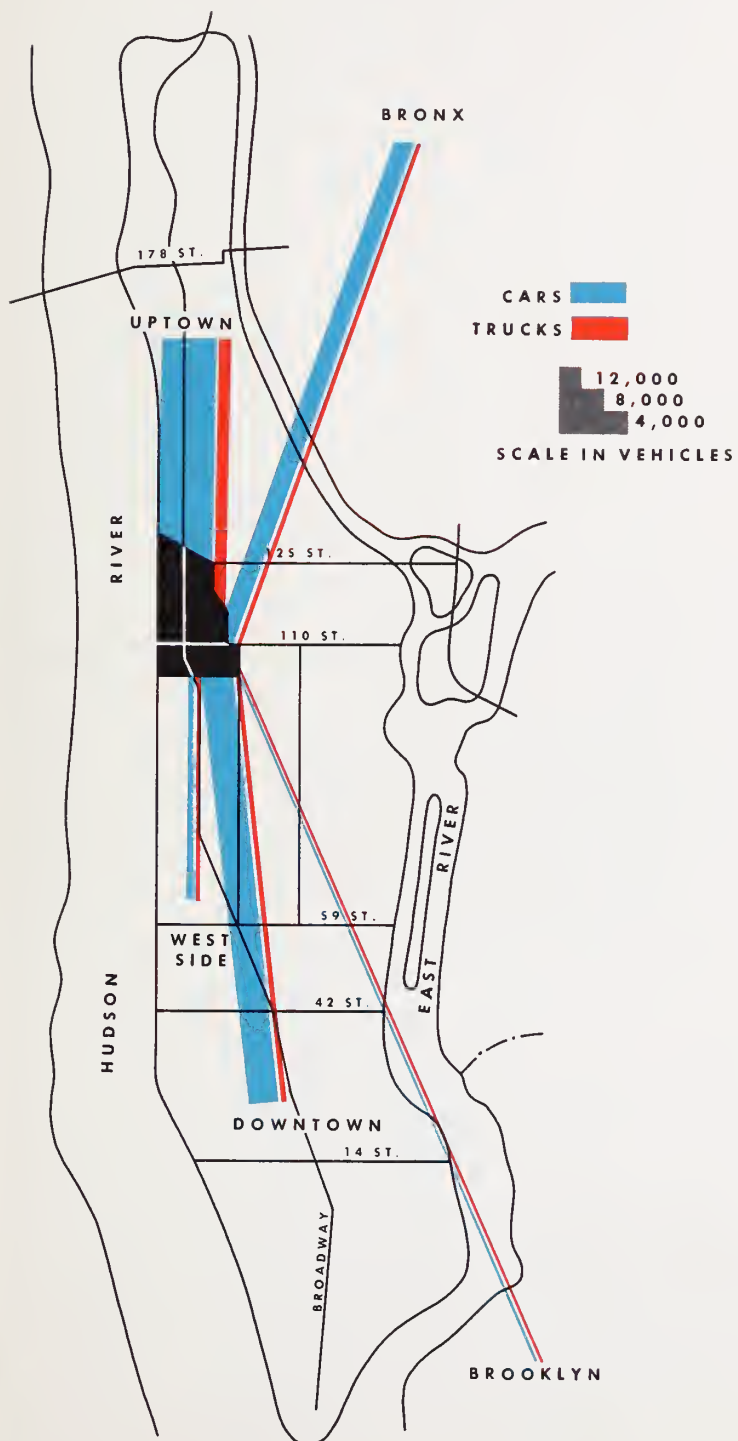 BRONX
178 ST.
CARS
UPTOWN
TRUCKS
12,000
8,000
4,000
SCALE IN VEHICLES
RIVER
125 ST.
110 ST.
EAST RIVER
59 ST.
WEST
SIDE
HUDSON
42 ST.
DOWNTOWN
14 ST.
BROADWAY
BROOKLYN